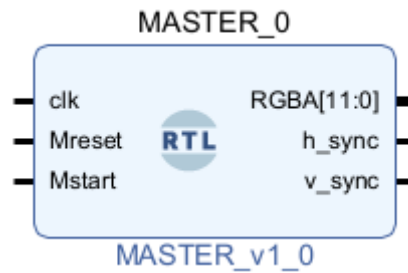 MASTER_0
clk RGBA[11:0]
Mreset RTL h_sync
Mstart v_sync
MASTER_v1_0